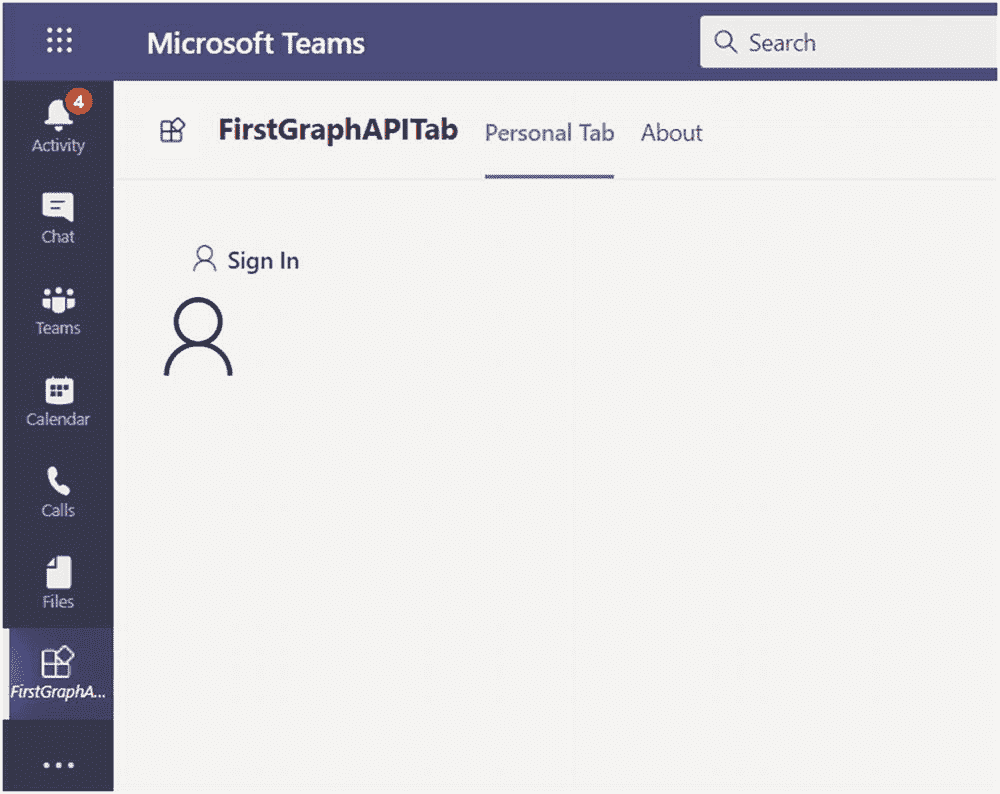 Microsoft Teams
Search
4
Activity
Chat
Teams
Calendar
Calls
Files
FirstGraphA...
FirstGraphAPITab
Personal Tab
About
Sign In